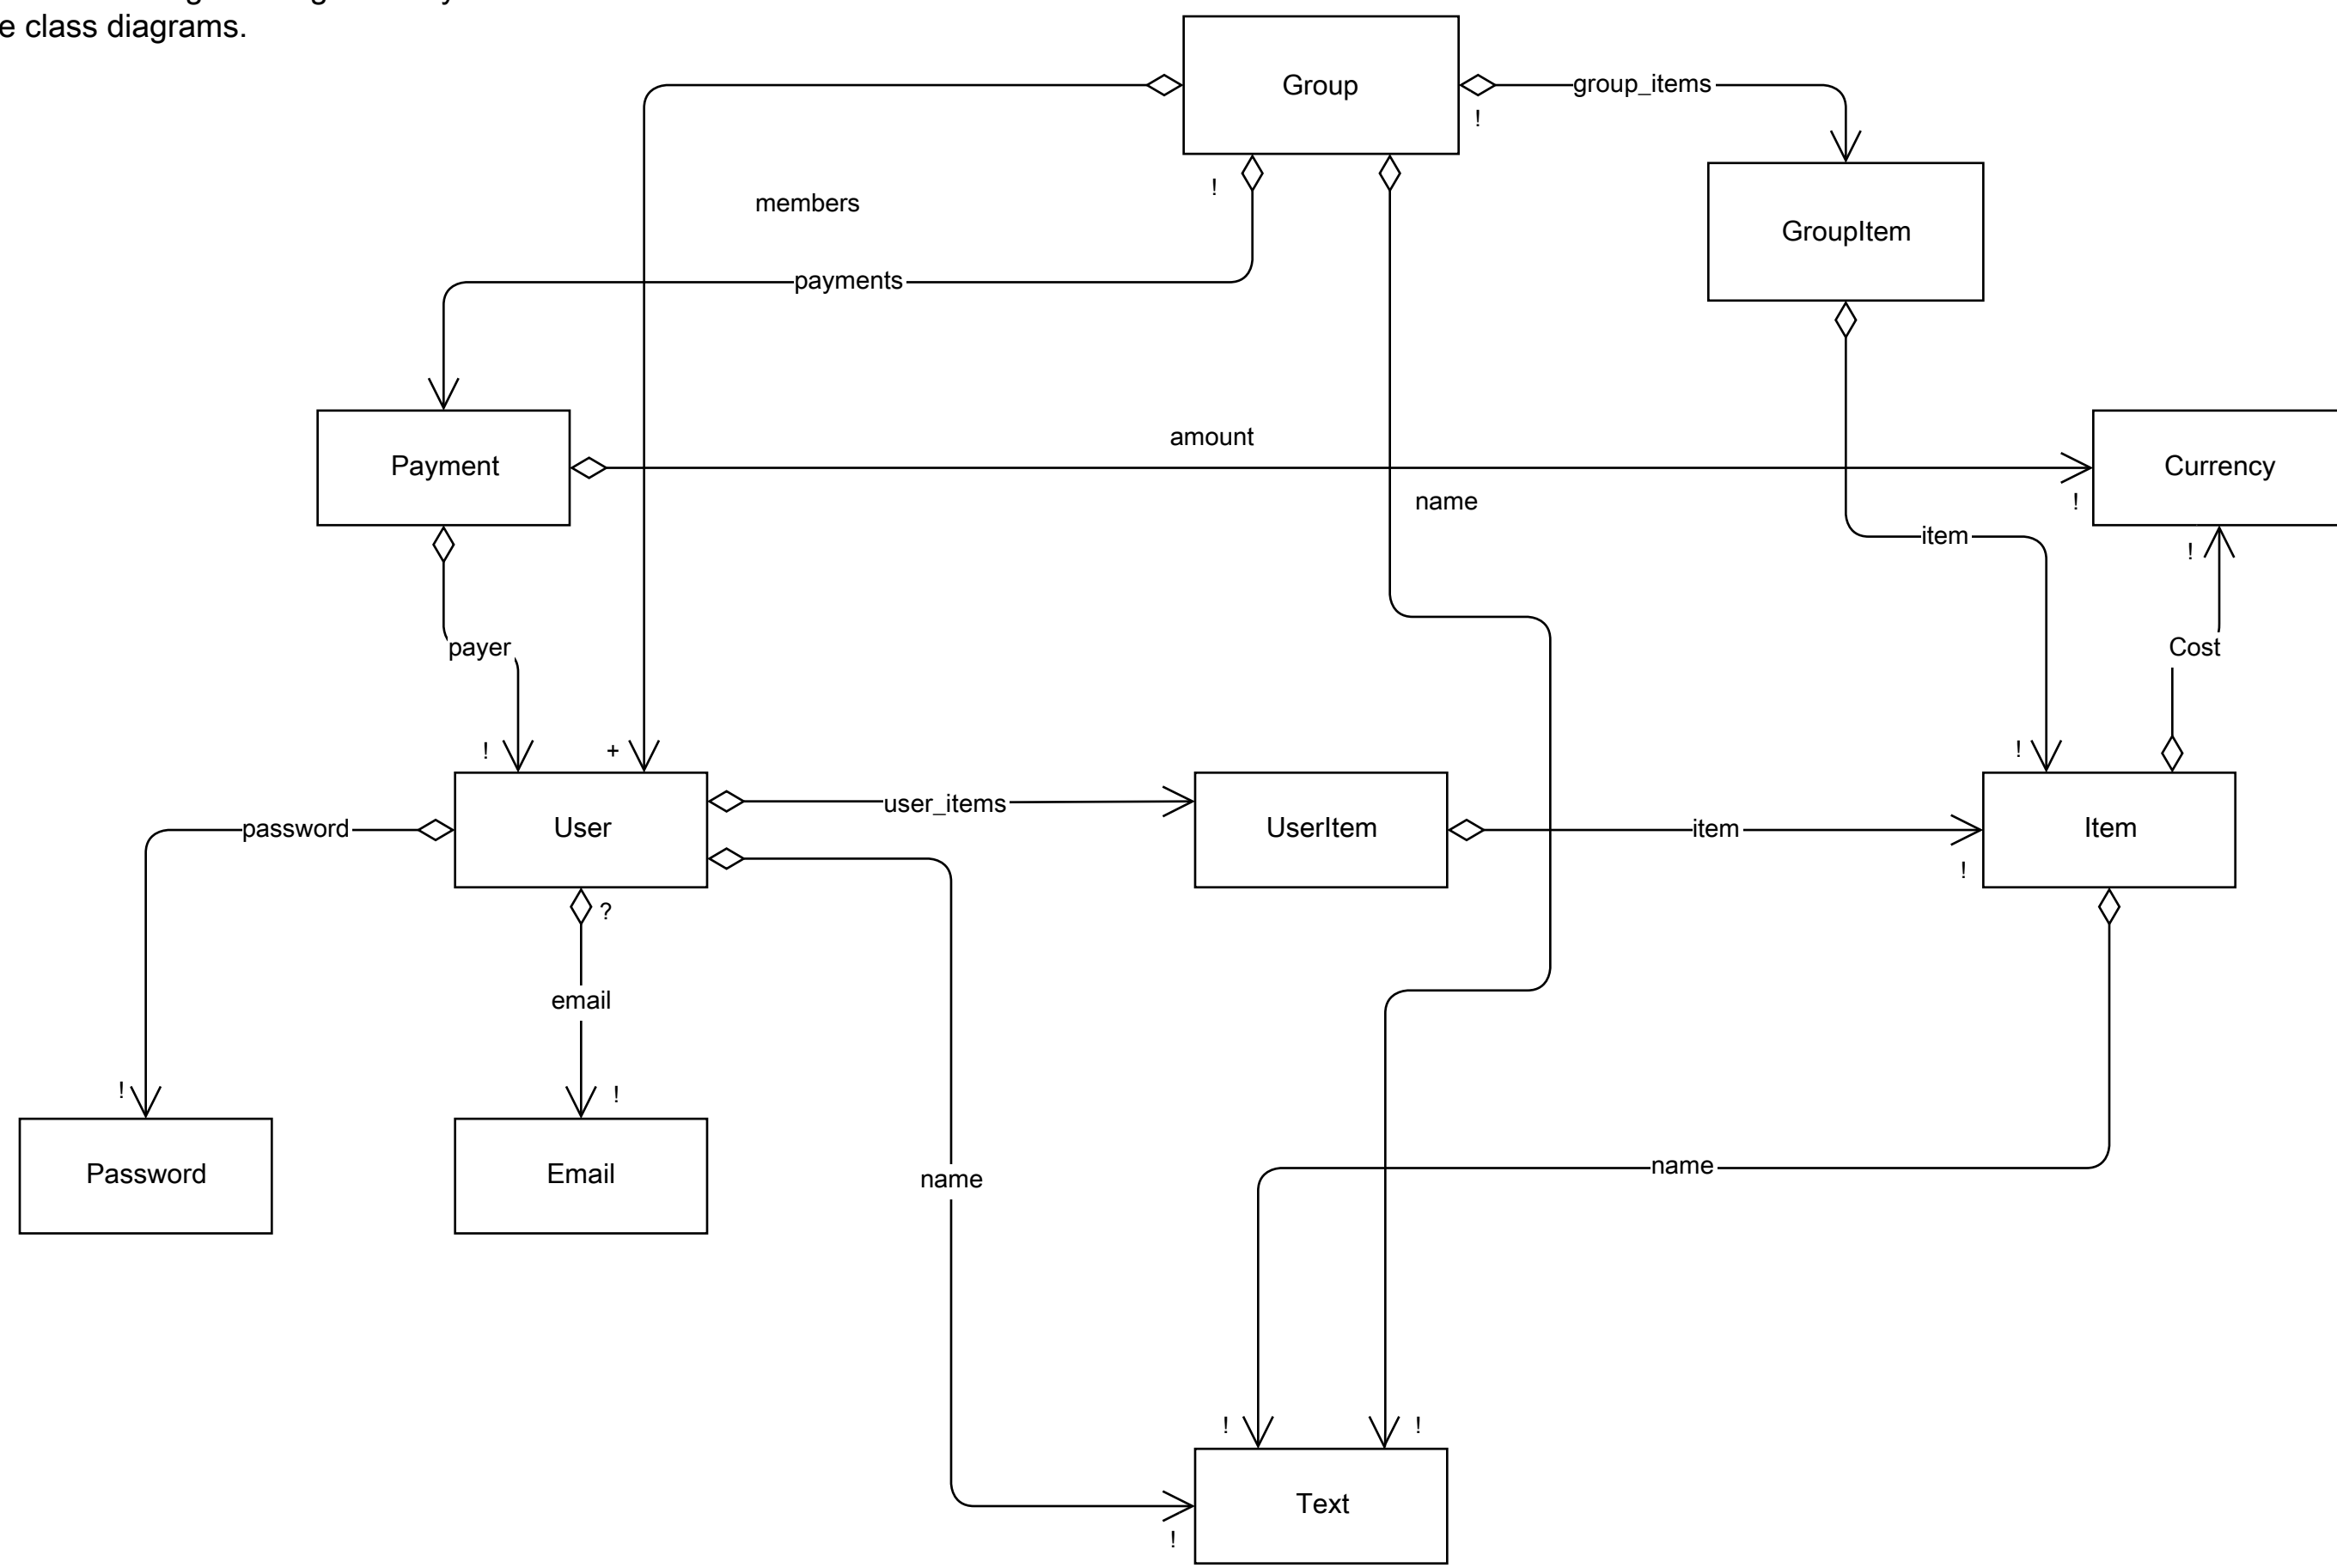 e class diagrams.
Group
group_items
!
!
members
GroupItem
payments
amount
Payment
Currency
name
!
item
!
payer
Cost
!
+
!
user_items
password
User
UserItem
item
Item
!
?
email
!
!
Password
Email
name
name
!
!
Text
!